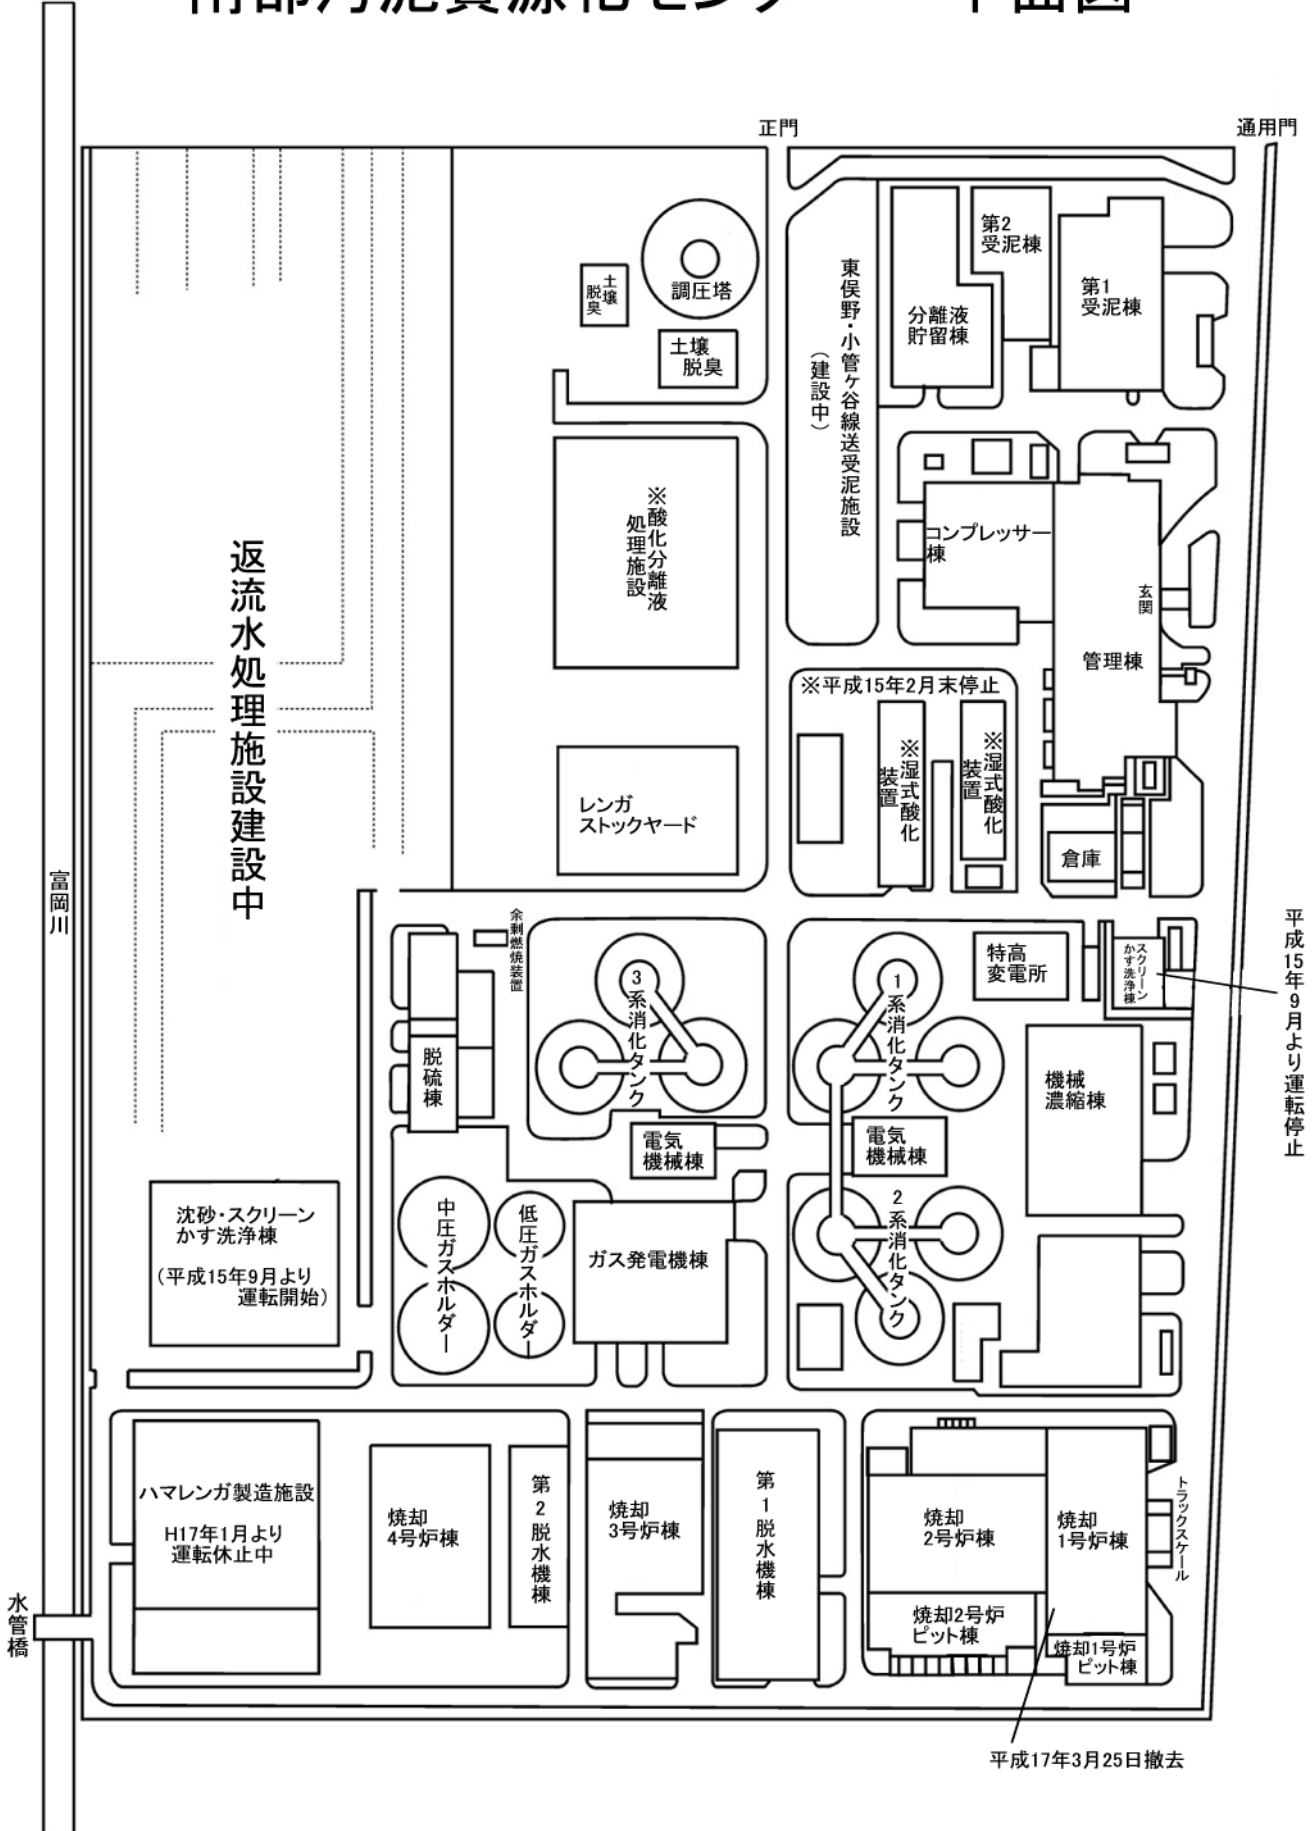 南部汚泥資源化センター 平面図
正門
通用門
調圧塔
土壌
脱臭
土壌
脱臭
東俣野・小管ヶ谷線送受泥施設
（建設中）
第2
受泥棟
第1
受泥棟
分離液
貯留棟
※酸化分離液
処理施設
コンプレッサー
棟
玄関
管理棟
返流水処理施設建設中
※平成15年2月末停止
※湿式酸化
装置
※湿式酸化
装置
レンガ
ストックヤード
倉庫
富岡川
余剰燃焼装置
3系消化タンク
1系消化タンク
特高
変電所
スクリーン
かす洗浄棟
平成15年9月より運転停止
脱硫棟
機械
濃縮棟
電気
機械棟
電気
機械棟
沈砂・スクリーン
かす洗浄棟
（平成15年9月より
運転開始）
中圧ガスホルダー
低圧ガスホルダー
ガス発電機棟
2系消化タンク
ハマレンガ製造施設
H17年1月より
運転休止中
焼却
4号炉棟
第2脱水機棟
焼却
3号炉棟
第1脱水機棟
焼却
2号炉棟
焼却
1号炉棟
トラックスケール
水管橋
焼却2号炉
ピット棟
焼却1号炉
ピット棟
平成17年3月25日撤去